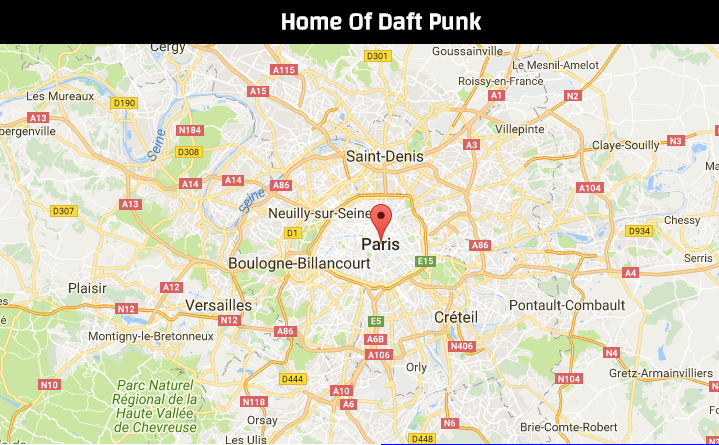 Home Of Daft Punk
Cergy
D301
Goussainville
Le Mesnil-Amelot
A115
Roissy-en-France
A15
A1
N2
Les Mureaux
D190
A13
bergenville
N184
Seine
Villepinte
Claye-Souilly
N3
A3
D308
Saint-Denis
A14
A14
A86
A104
Seine
A13
D307
Neuilly-sur-Seine
Chessy
D1
D934
Paris
A86
Serris
Boulogne-Billancourt
E15
A4
Plaisir
A12
Versailles
Pontault-Combault
N12
N12
E5
Créteil
A86
Montigny-le-Bretonneux
A6B
N406
A106
N4
Orly
Gretz-Armainvilliers
D444
N104
N10
Parc Naturel
Régional de la
Haute Vallée
de Chevreuse
A10
N118
A6
Orsay
N6
Brie-Comte-Robert
Les Ulis
D448
N